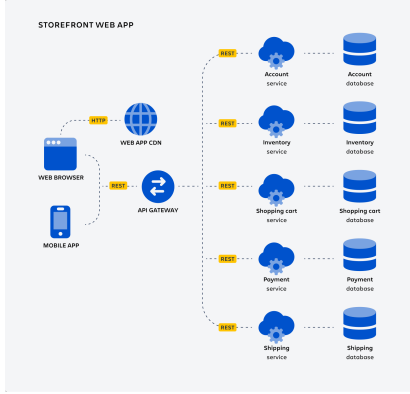 STOREFRONT WEB APP
REST
Account
service
Account
database
HTTP
WEB APP CDN
REST
Inventory
service
Inventory
database
WEB BROWSER
REST
API GATEWAY
REST
Shopping cart
service
Shopping cart
database
MOBILE APP
REST
Payment
service
Payment
database
REST
Shipping
service
Shipping
database